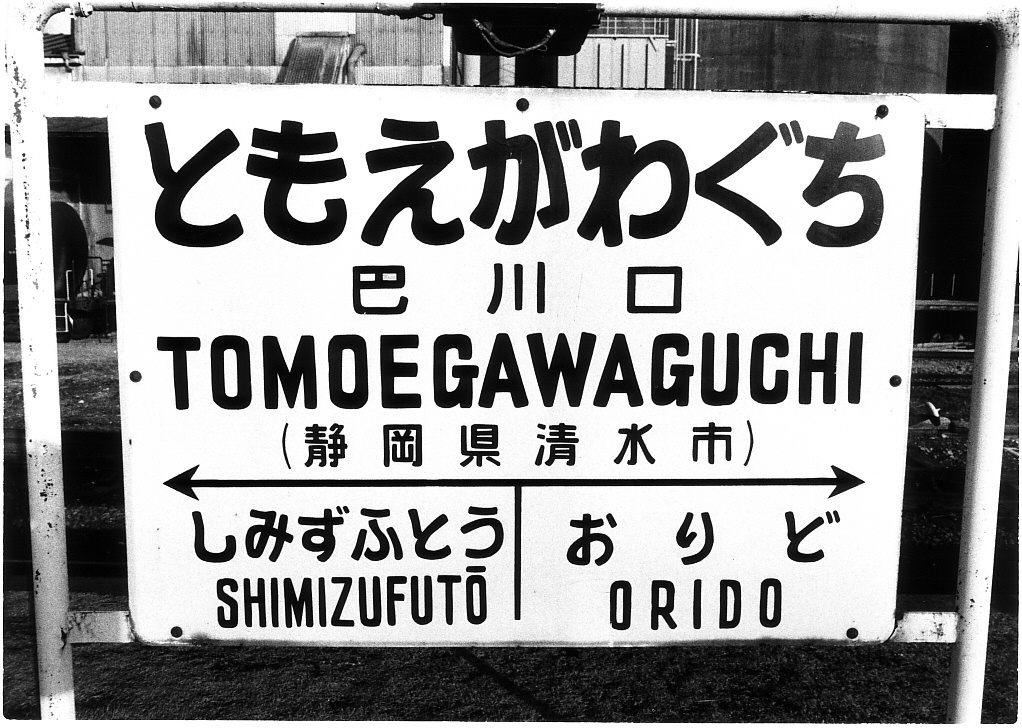 ともえがわぐち
巴川口
TOMOEGAWAGUCHI
(静岡県清水市)
しみずふとう おりど
SHIMIZUFUTŌ ORIDO